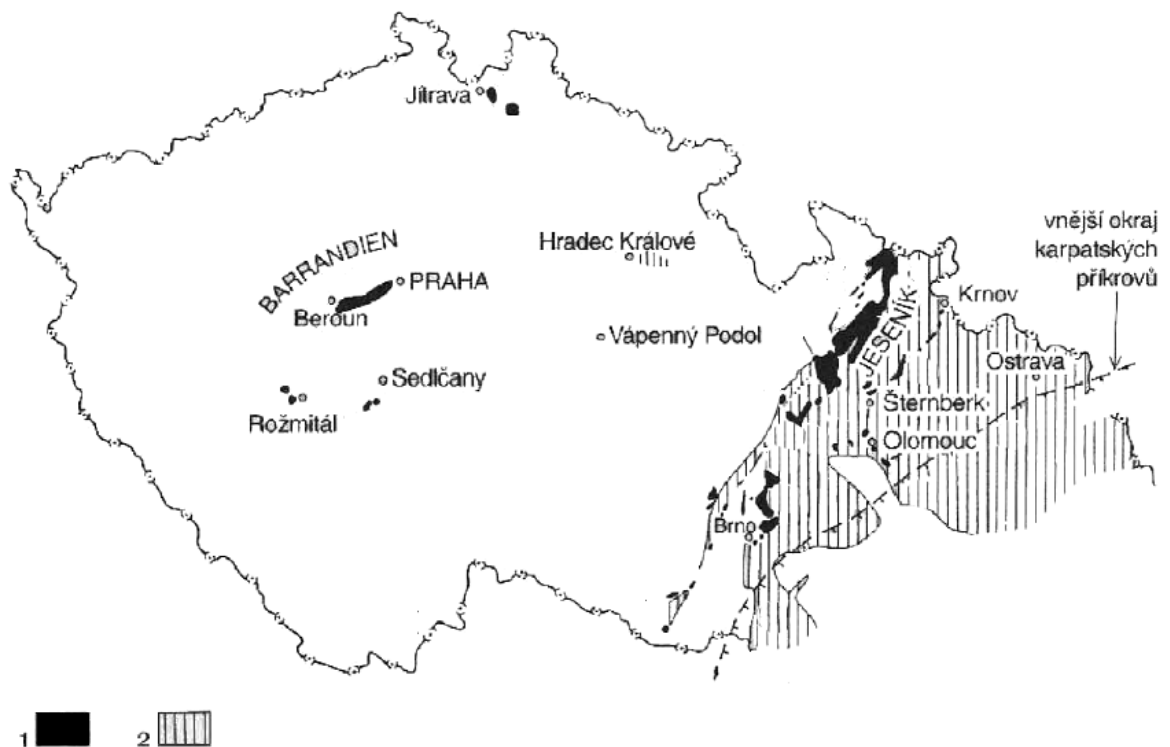 Jítrava
vnější okraj
karpatských
příkrovů
Hradec Králové
BARRANDIEN
PRAHA
Beroun
Krnov
JESENÍK
Vápenný Podol
Ostrava
Sedlčany
Šternberk
Rožmitál
Olomouc
Brno
1
2